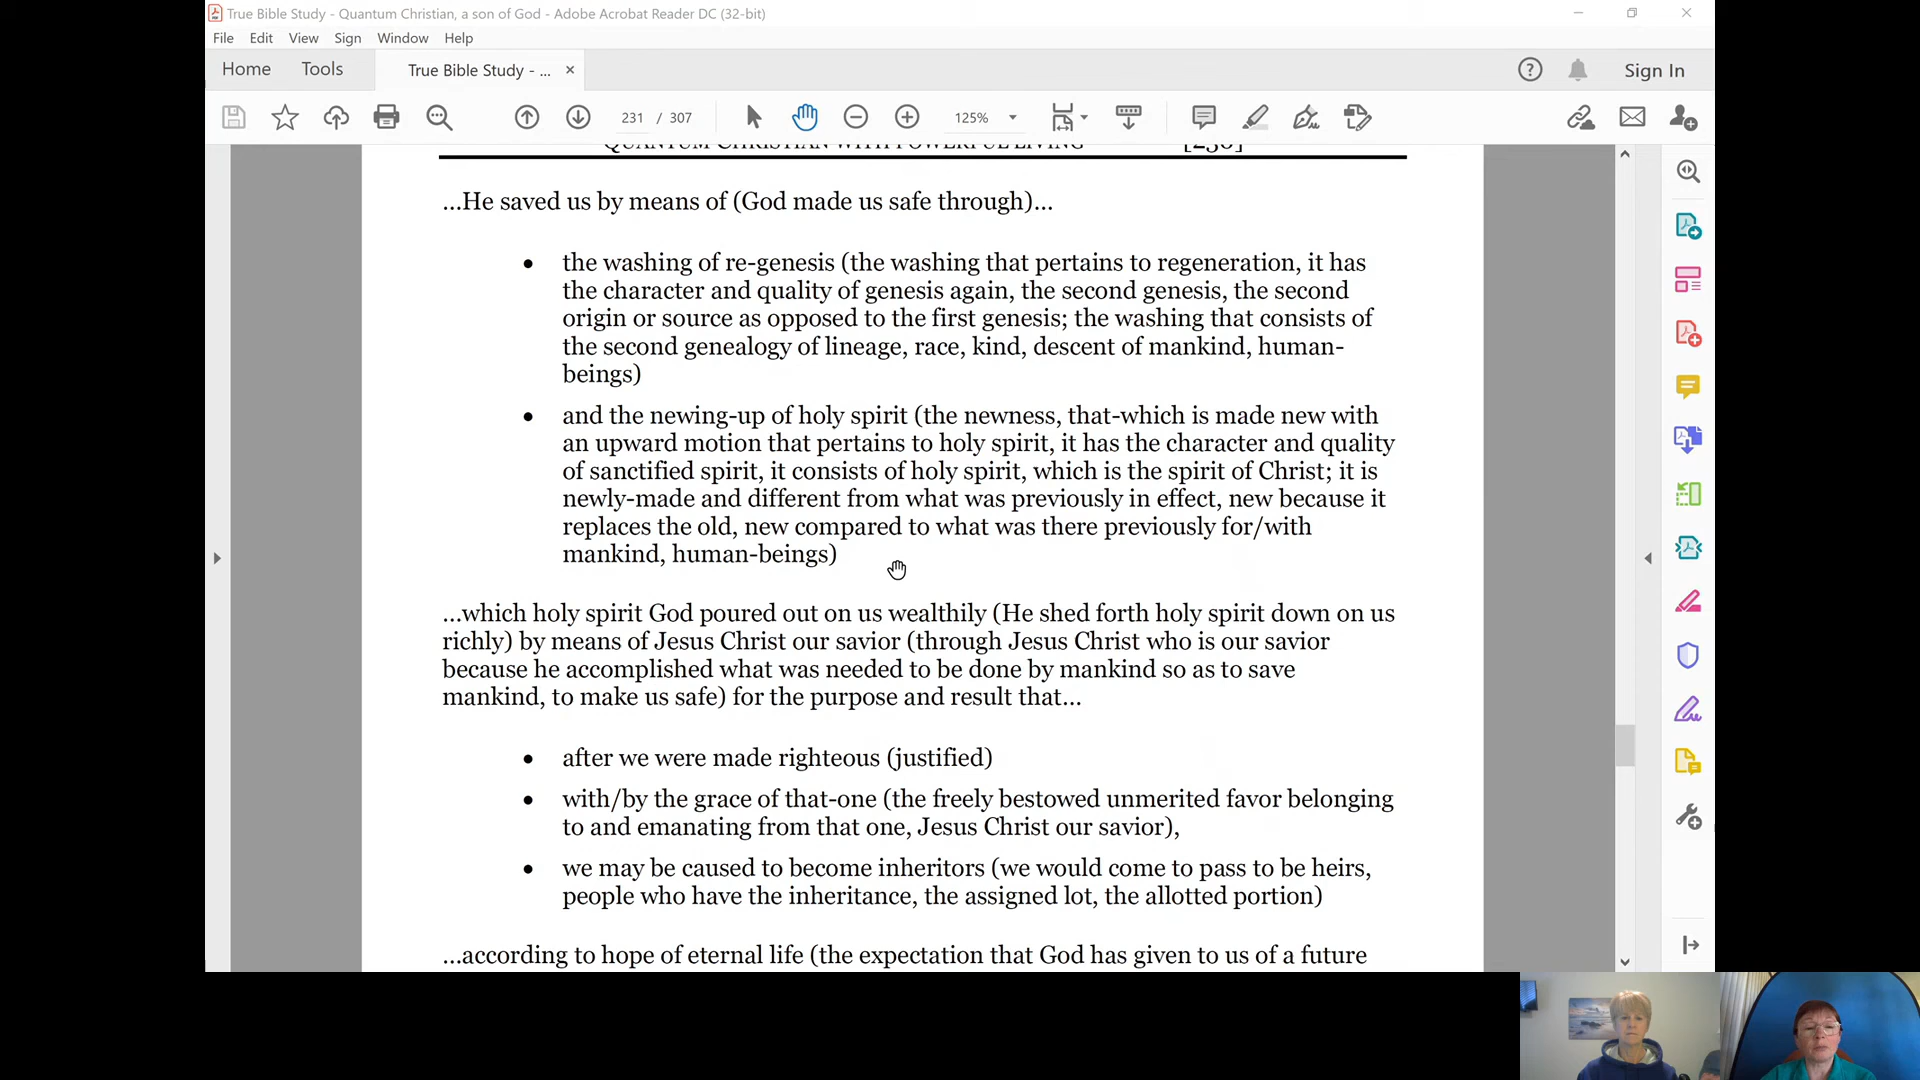 True Bible Study - Quantum Christian, a son of God - Adobe Acrobat Reader DC (32-bit)
File Edit View Sign Window Help
Home Tools True Bible Study - ... × Sign In
231 / 307 125%
QUANTUM CHRISTIAN WITH POWERFUL LIVING [230]
...He saved us by means of (God made us safe through)...
• the washing of re-genesis (the washing that pertains to regeneration, it has
the character and quality of genesis again, the second genesis, the second
origin or source as opposed to the first genesis; the washing that consists of
the second genealogy of lineage, race, kind, descent of mankind, human-
beings)
• and the newing-up of holy spirit (the newness, that-which is made new with
an upward motion that pertains to holy spirit, it has the character and quality
of sanctified spirit, it consists of holy spirit, which is the spirit of Christ; it is
newly-made and different from what was previously in effect, new because it
replaces the old, new compared to what was there previously for/with
mankind, human-beings)
...which holy spirit God poured out on us wealthily (He shed forth holy spirit down on us
richly) by means of Jesus Christ our savior (through Jesus Christ who is our savior
because he accomplished what was needed to be done by mankind so as to save
mankind, to make us safe) for the purpose and result that...
• after we were made righteous (justified)
• with/by the grace of that-one (the freely bestowed unmerited favor belonging
to and emanating from that one, Jesus Christ our savior),
• we may be caused to become inheritors (we would come to pass to be heirs,
people who have the inheritance, the assigned lot, the allotted portion)
...according to hope of eternal life (the expectation that God has given to us of a future